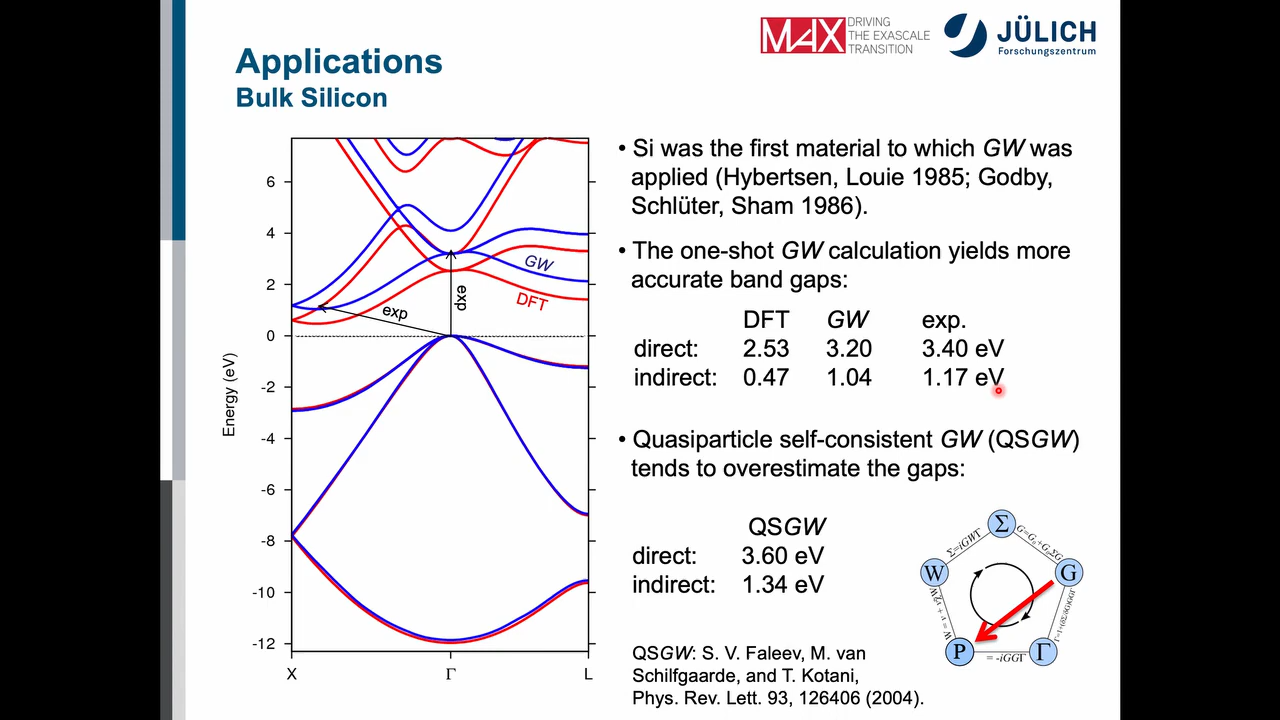 MAX DRIVING
THE EXASCALE
TRANSITION
JÜLICH
Forschungszentrum
Applications
Bulk Silicon
Energy (eV)
6
4
2
0
-2
-4
-6
-8
-10
-12
X Γ L
GW
DFT
exp
exp
• Si was the first material to which GW was
applied (Hybertsen, Louie 1985; Godby,
Schlüter, Sham 1986).
• The one-shot GW calculation yields more
accurate band gaps:
DFT GW exp.
direct: 2.53 3.20 3.40 eV
indirect: 0.47 1.04 1.17 eV
• Quasiparticle self-consistent GW (QSGW)
tends to overestimate the gaps:
QSGW
direct: 3.60 eV
indirect: 1.34 eV
Σ
Σ=iGWΓ
G=G₀+G₀ΣG
W
G
P
Γ
= -iGGΓ
QSGW: S. V. Faleev, M. van
Schilfgaarde, and T. Kotani,
Phys. Rev. Lett. 93, 126406 (2004).